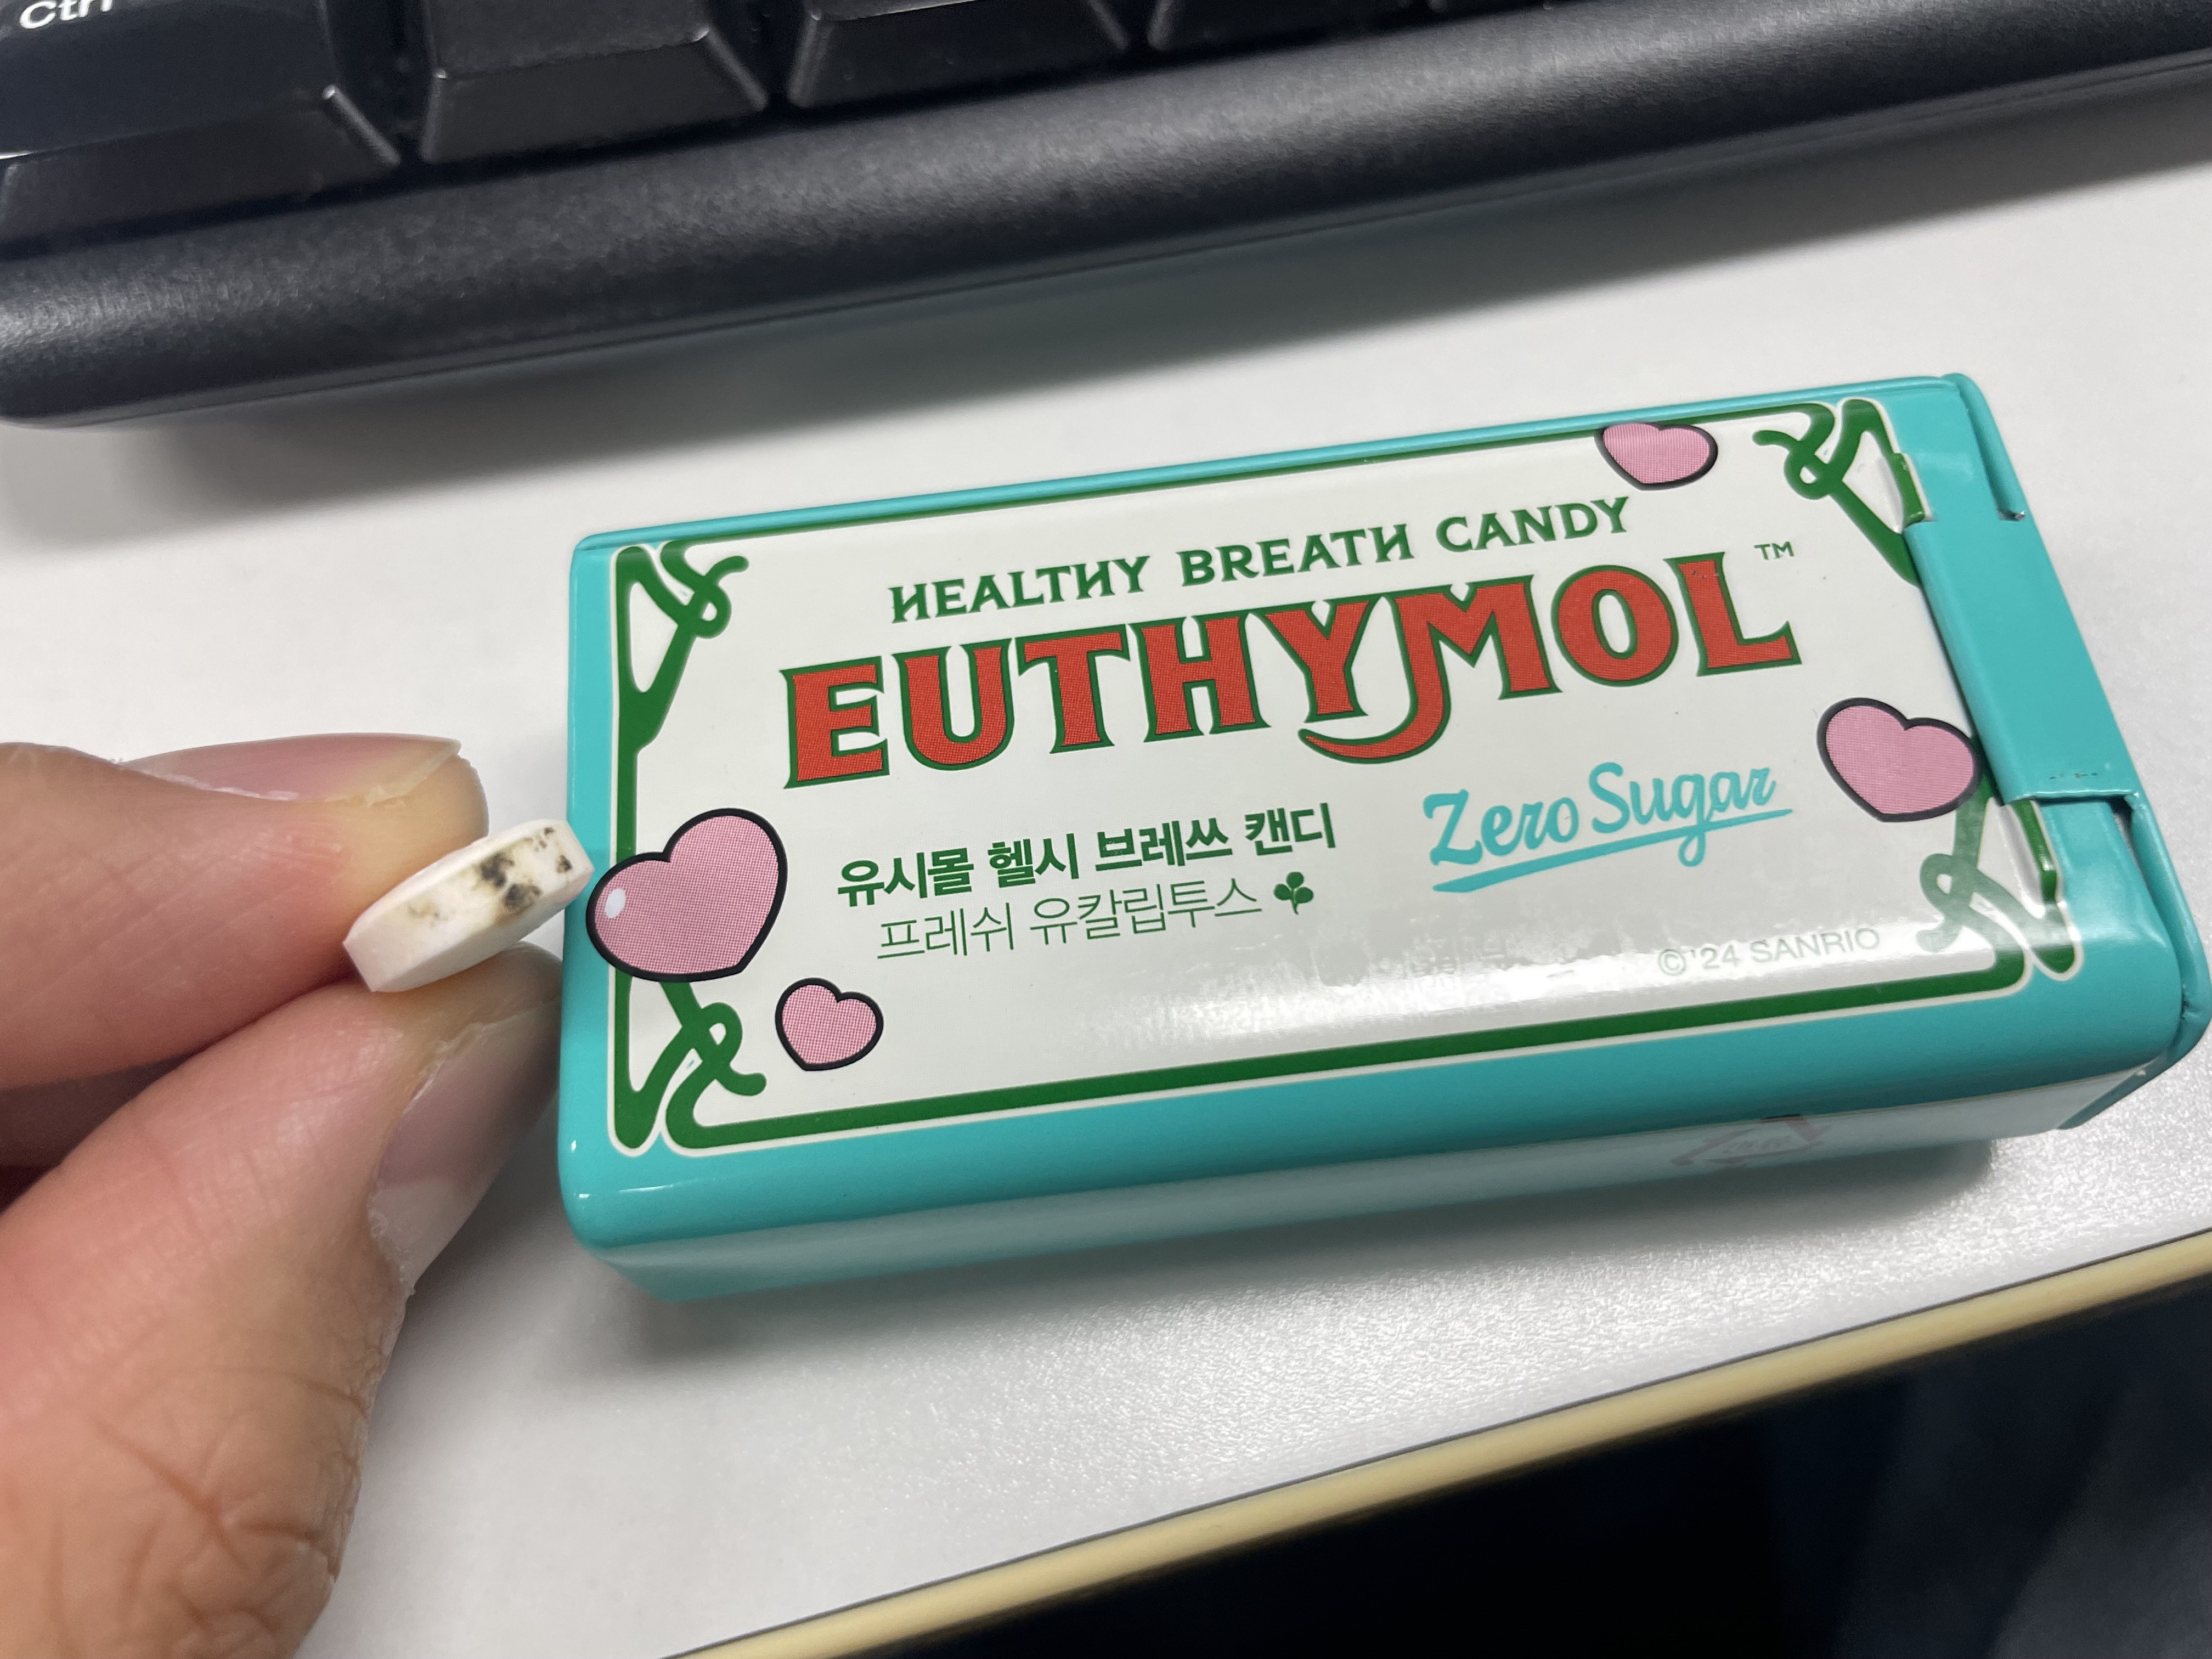 Ctrl
HEALTHY BREATH CANDY
EUTHYMOL™
유시몰 헬시 브레쓰 캔디
프레쉬 유칼립투스
Zero Sugar
©'24 SANRIO